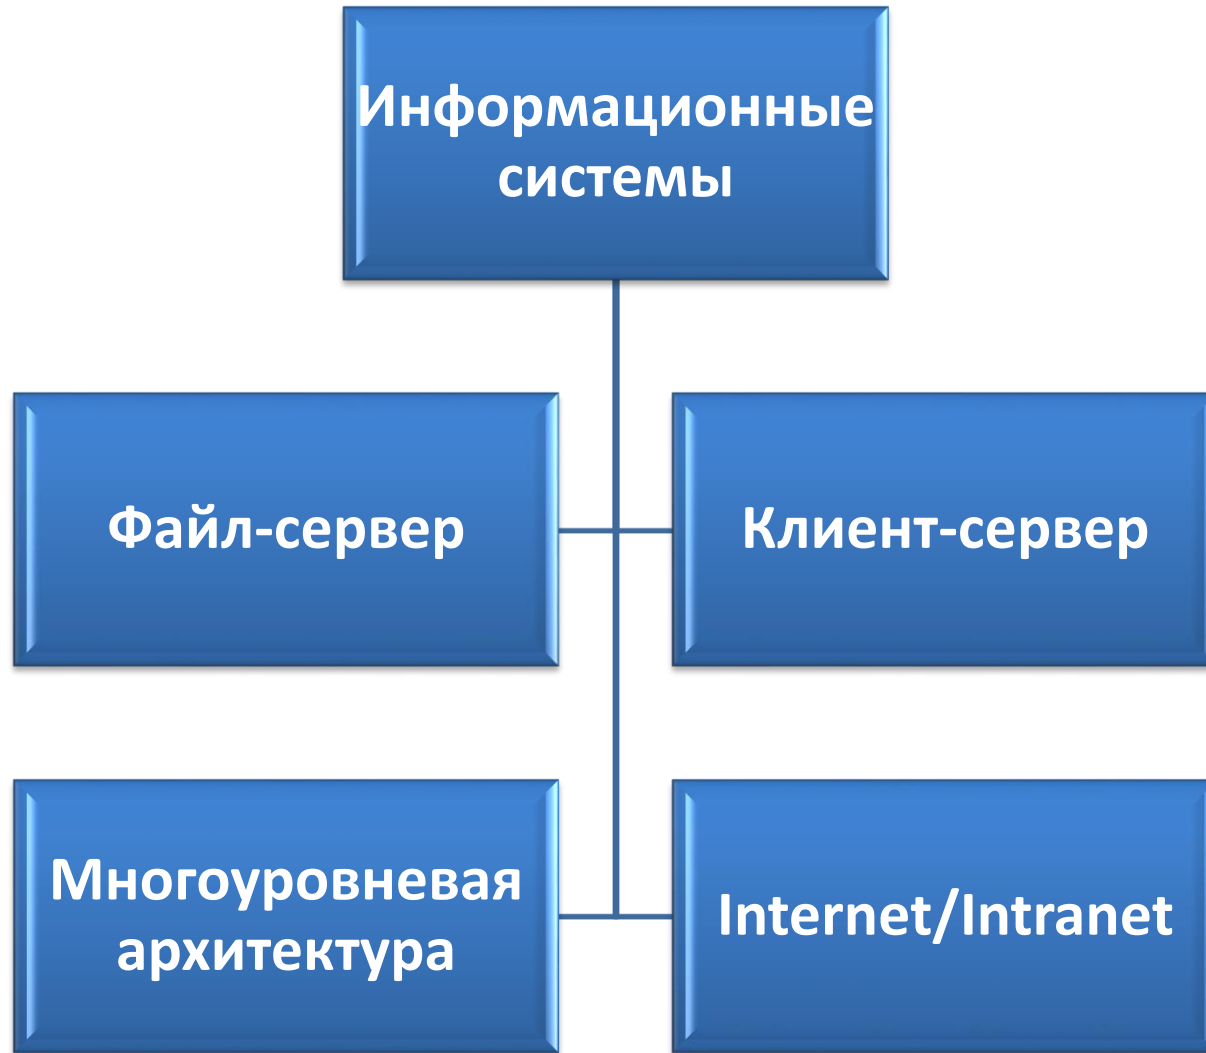 Информационные
системы
Файл-сервер
Клиент-сервер
Многоуровневая
архитектура
Internet/Intranet